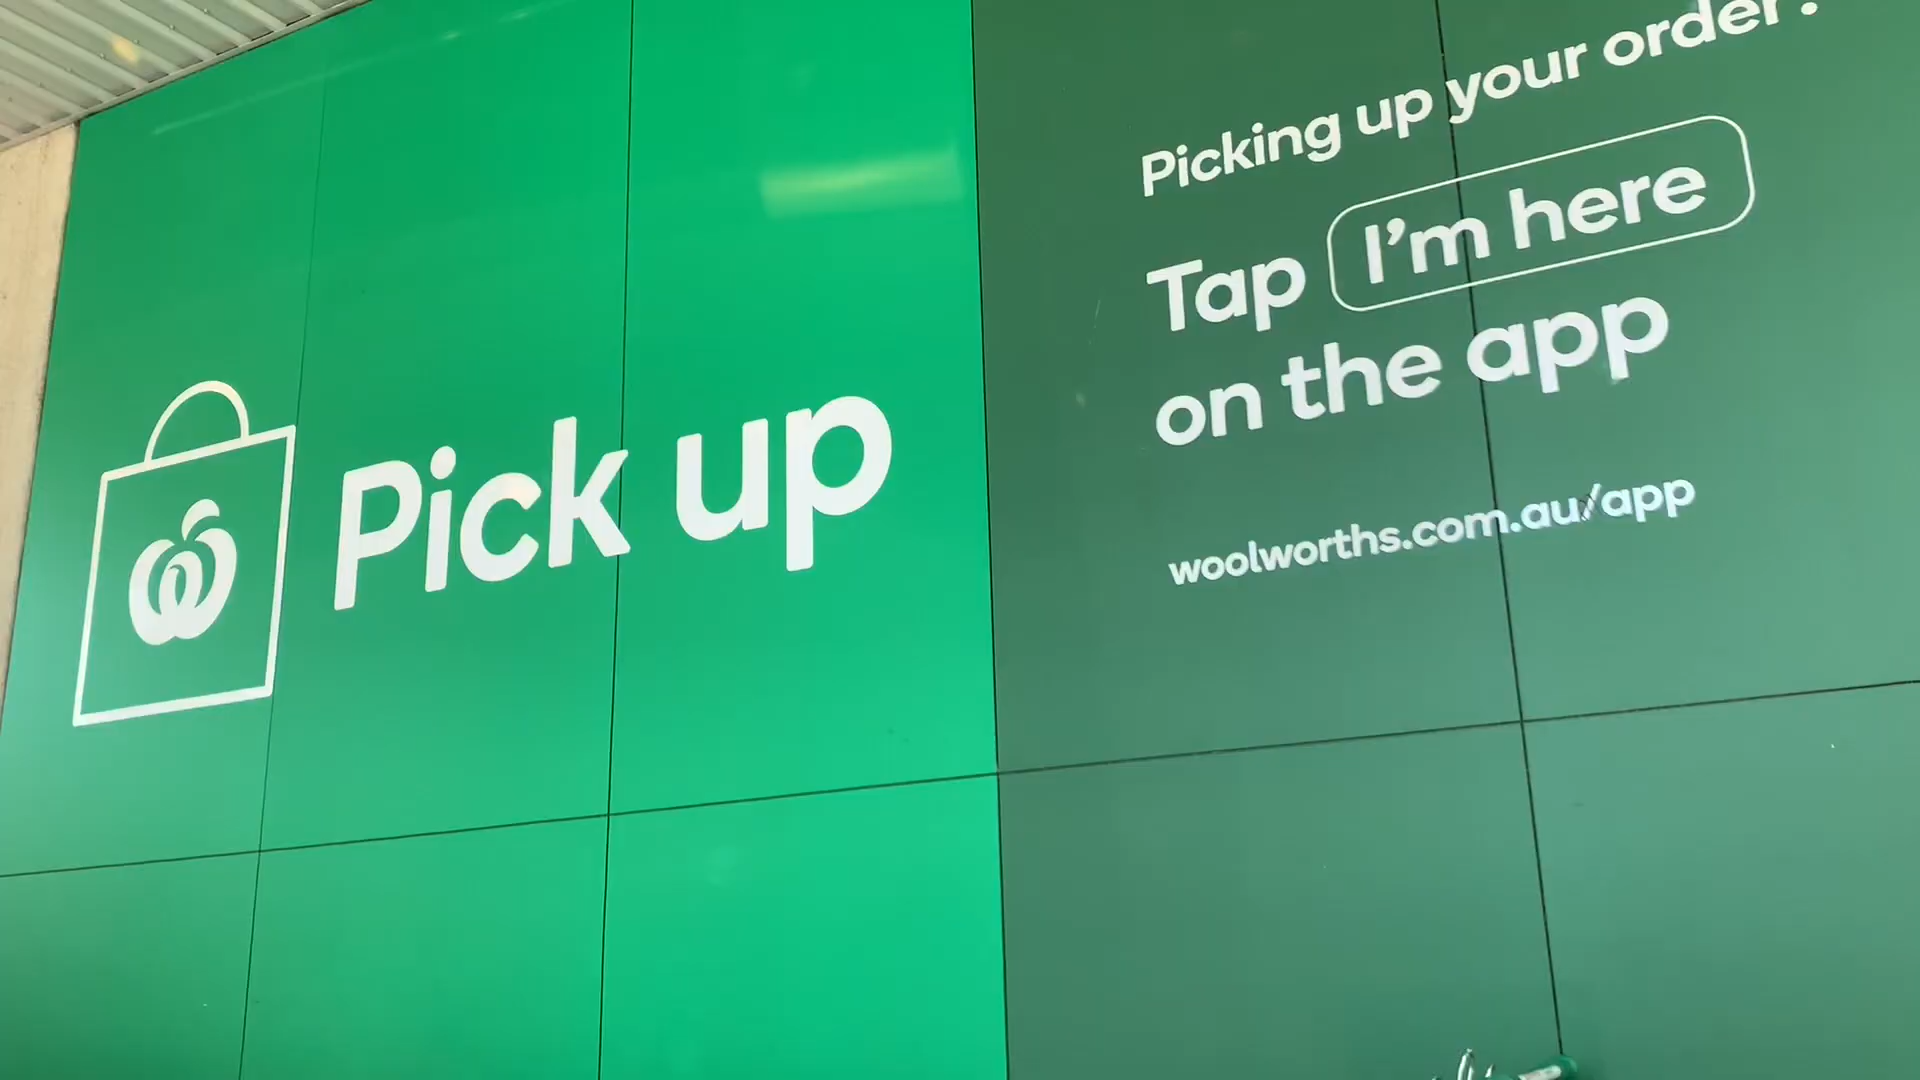 Pick up
Picking up your order?
Tap I'm here
on the app
woolworths.com.au/app